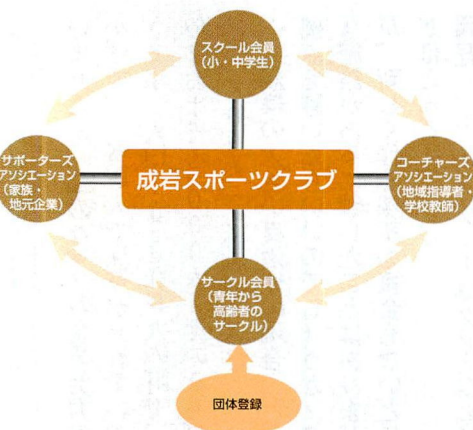 スクール会員
(小・中学生)
サポーターズ
アソシエーション
(家族・
地元企業)
成岩スポーツクラブ
コーチャーズ
アソシエーション
(地域指導者・
学校教師)
サークル会員
(青年から
高齢者の
サークル)
団体登録